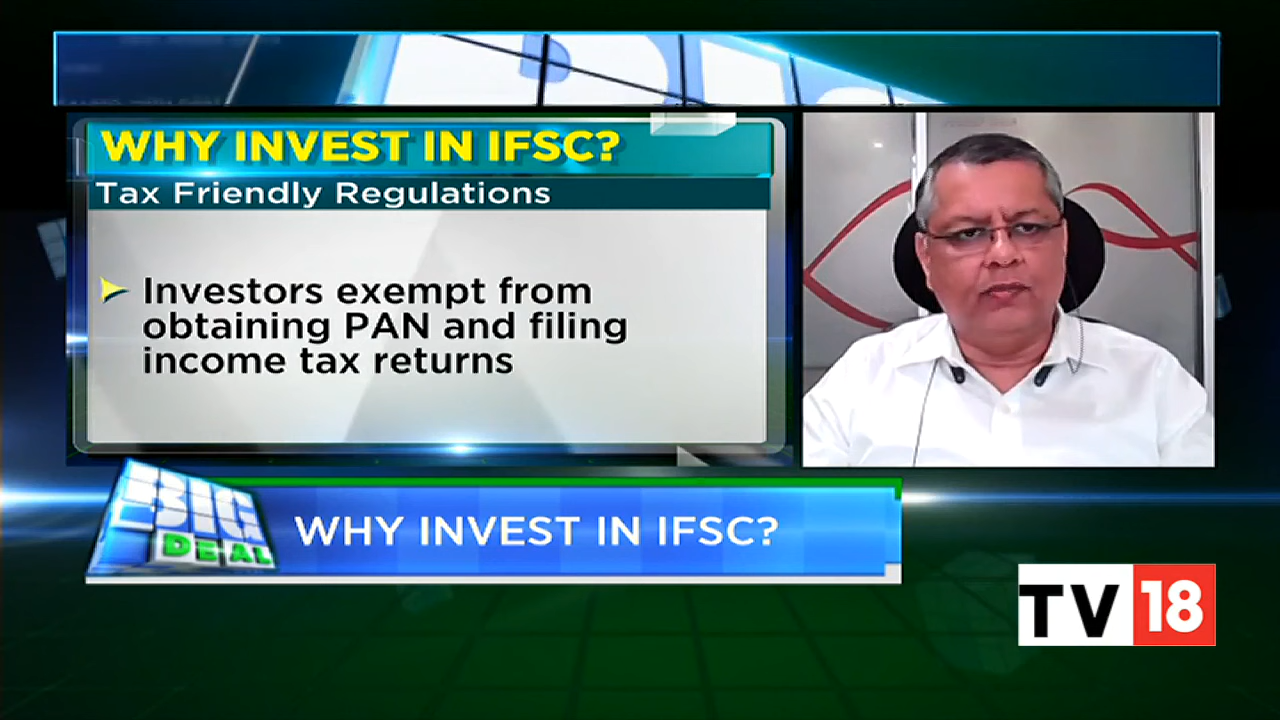 WHY INVEST IN IFSC?
Tax Friendly Regulations
Investors exempt from
obtaining PAN and filing
income tax returns
BIG
DEAL
WHY INVEST IN IFSC?
TV18